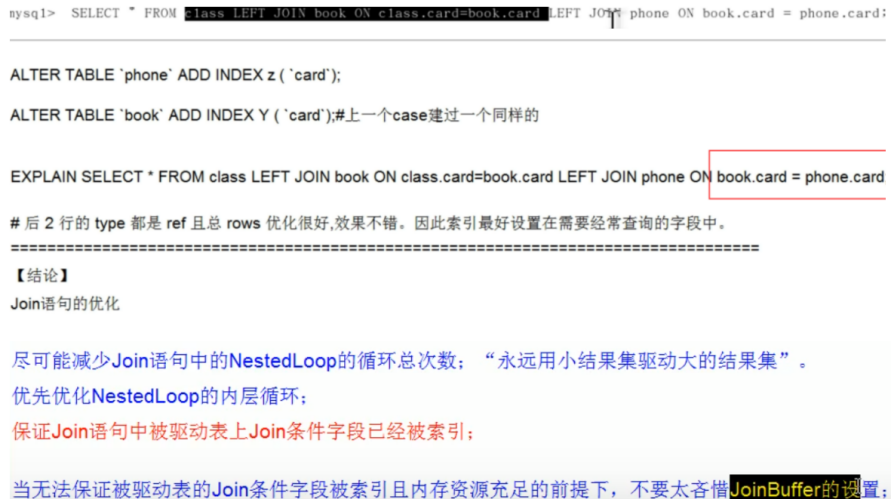 mysql> SELECT * FROM class LEFT JOIN book ON class.card=book.card LEFT JOIN phone ON book.card = phone.card;
ALTER TABLE `phone` ADD INDEX z ( `card`);
ALTER TABLE `book` ADD INDEX Y ( `card`);#上一个case建过一个同样的
EXPLAIN SELECT * FROM class LEFT JOIN book ON class.card=book.card LEFT JOIN phone ON book.card = phone.card
# 后 2 行的 type 都是 ref 且总 rows 优化很好,效果不错。因此索引最好设置在需要经常查询的字段中。
==================================================================================
【结论】
Join语句的优化
尽可能减少Join语句中的NestedLoop的循环总次数；“永远用小结果集驱动大的结果集”。
优先优化NestedLoop的内层循环；
保证Join语句中被驱动表上Join条件字段已经被索引；
当无法保证被驱动表的Join条件字段被索引且内存资源充足的前提下，不要太吝惜JoinBuffer的设置；